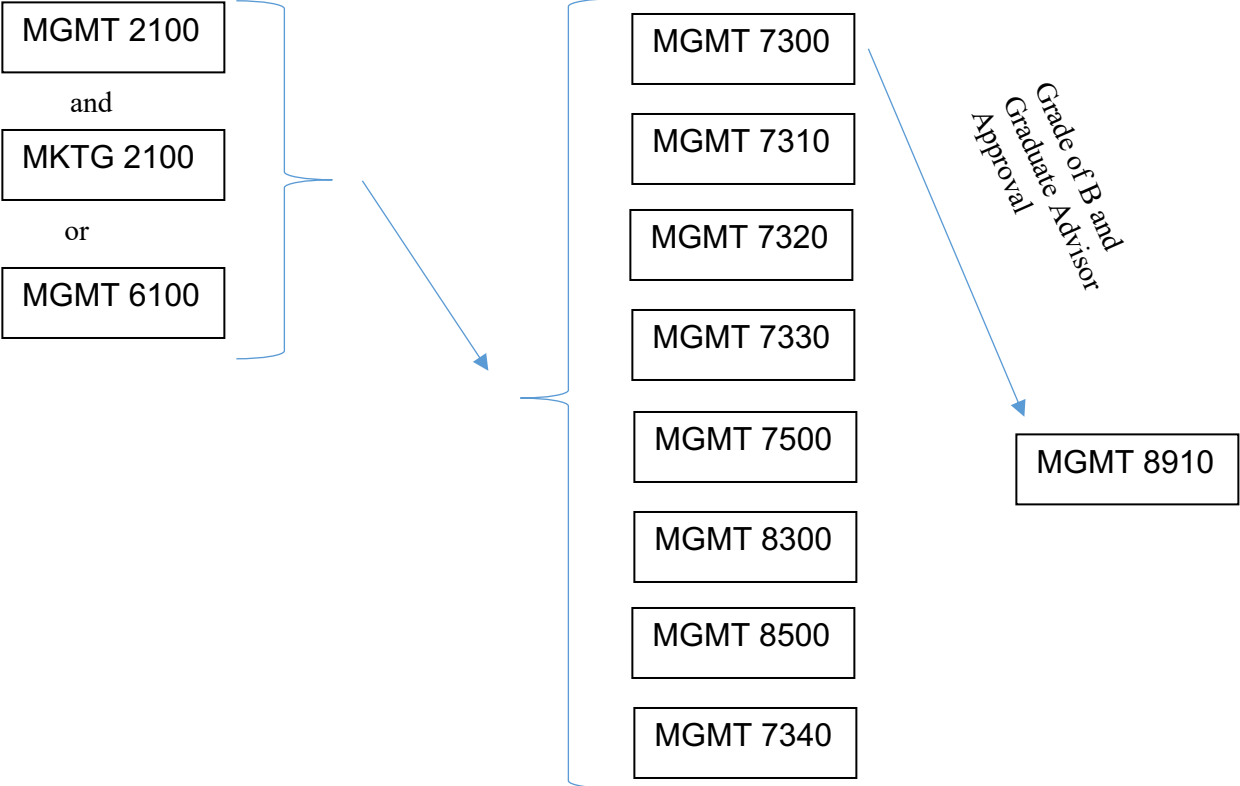 MGMT 2100
and
MKTG 2100
or
MGMT 6100
MGMT 7300
MGMT 7310
MGMT 7320
MGMT 7330
MGMT 7500
MGMT 8300
MGMT 8500
MGMT 7340
Grade of B and
Graduate Advisor
Approval
MGMT 8910